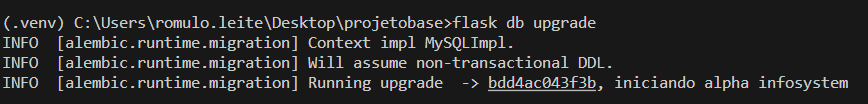 (.venv) C:\Users\romulo.leite\Desktop\projetobase>flask db upgrade
INFO  [alembic.runtime.migration] Context impl MySQLImpl.
INFO  [alembic.runtime.migration] Will assume non-transactional DDL.
INFO  [alembic.runtime.migration] Running upgrade  -> bdd4ac043f3b, iniciando alpha infosystem